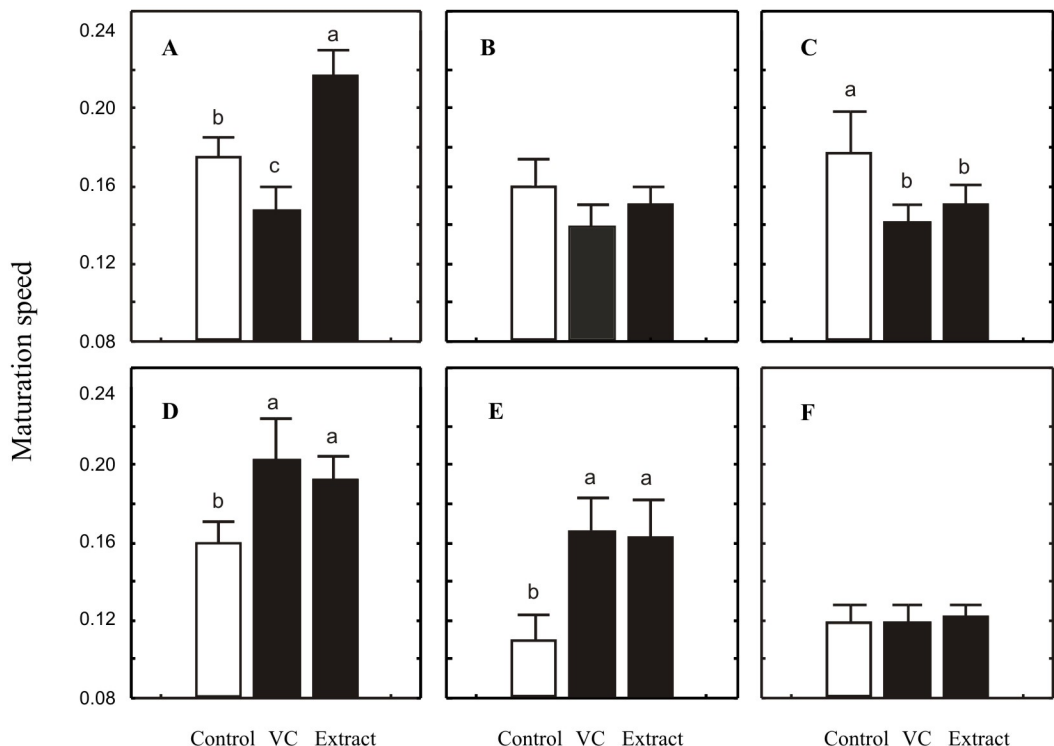 Maturation speed
0.24
0.20
0.16
0.12
0.08
A
b
c
a
B
C
a
b
b
0.24
0.20
0.16
0.12
0.08
D
b
a
a
E
b
a
a
F
Control VC Extract
Control VC Extract
Control VC Extract